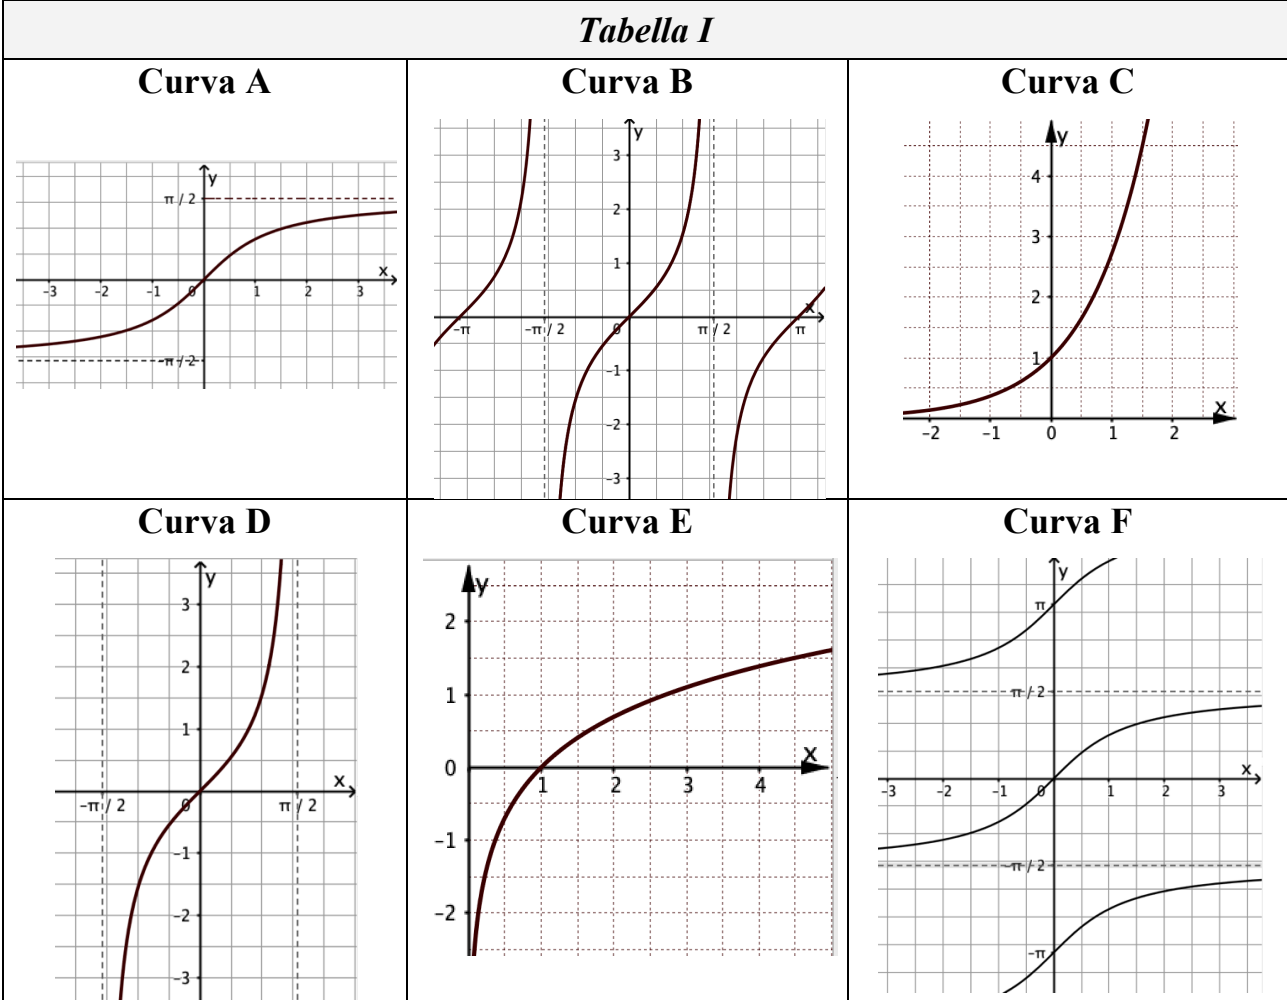 Tabella I
Curva A
Curva B
Curva C
y
π / 2
x
-3 -2 -1 0 1 2 3
-π / 2
y
3
2
1
x
-π -π / 2 0 π / 2 π
-1
-2
-3
y
4
3
2
1
x
-2 -1 0 1 2
Curva D
Curva E
Curva F
y
3
2
1
x
-π / 2 0 π / 2
-1
-2
-3
y
2
1
x
0 1 2 3 4
-1
-2
y
π
π / 2
x
-3 -2 -1 0 1 2 3
-π / 2
-π